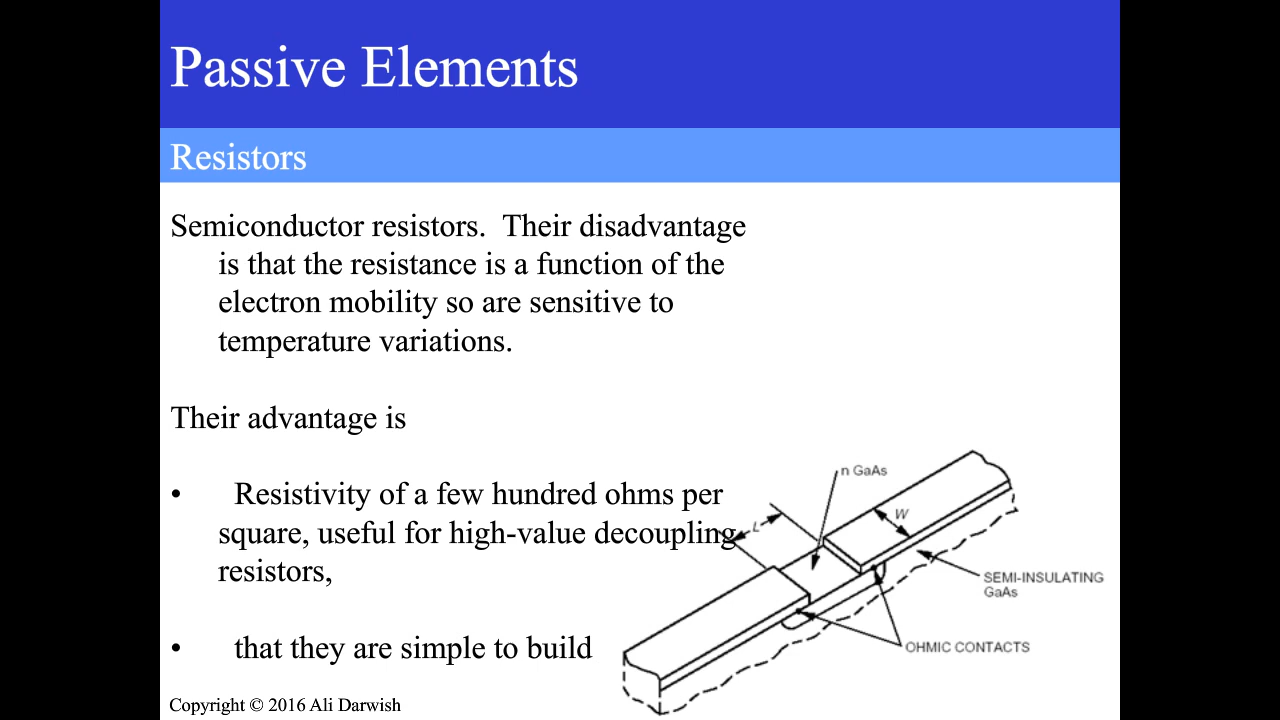 Passive Elements
Resistors
Semiconductor resistors.  Their disadvantage
is that the resistance is a function of the
electron mobility so are sensitive to
temperature variations.
Their advantage is
• Resistivity of a few hundred ohms per
square, useful for high-value decoupling
resistors,
• that they are simple to build
n GaAs
W
L
SEMI-INSULATING
GaAs
OHMIC CONTACTS
Copyright © 2016 Ali Darwish